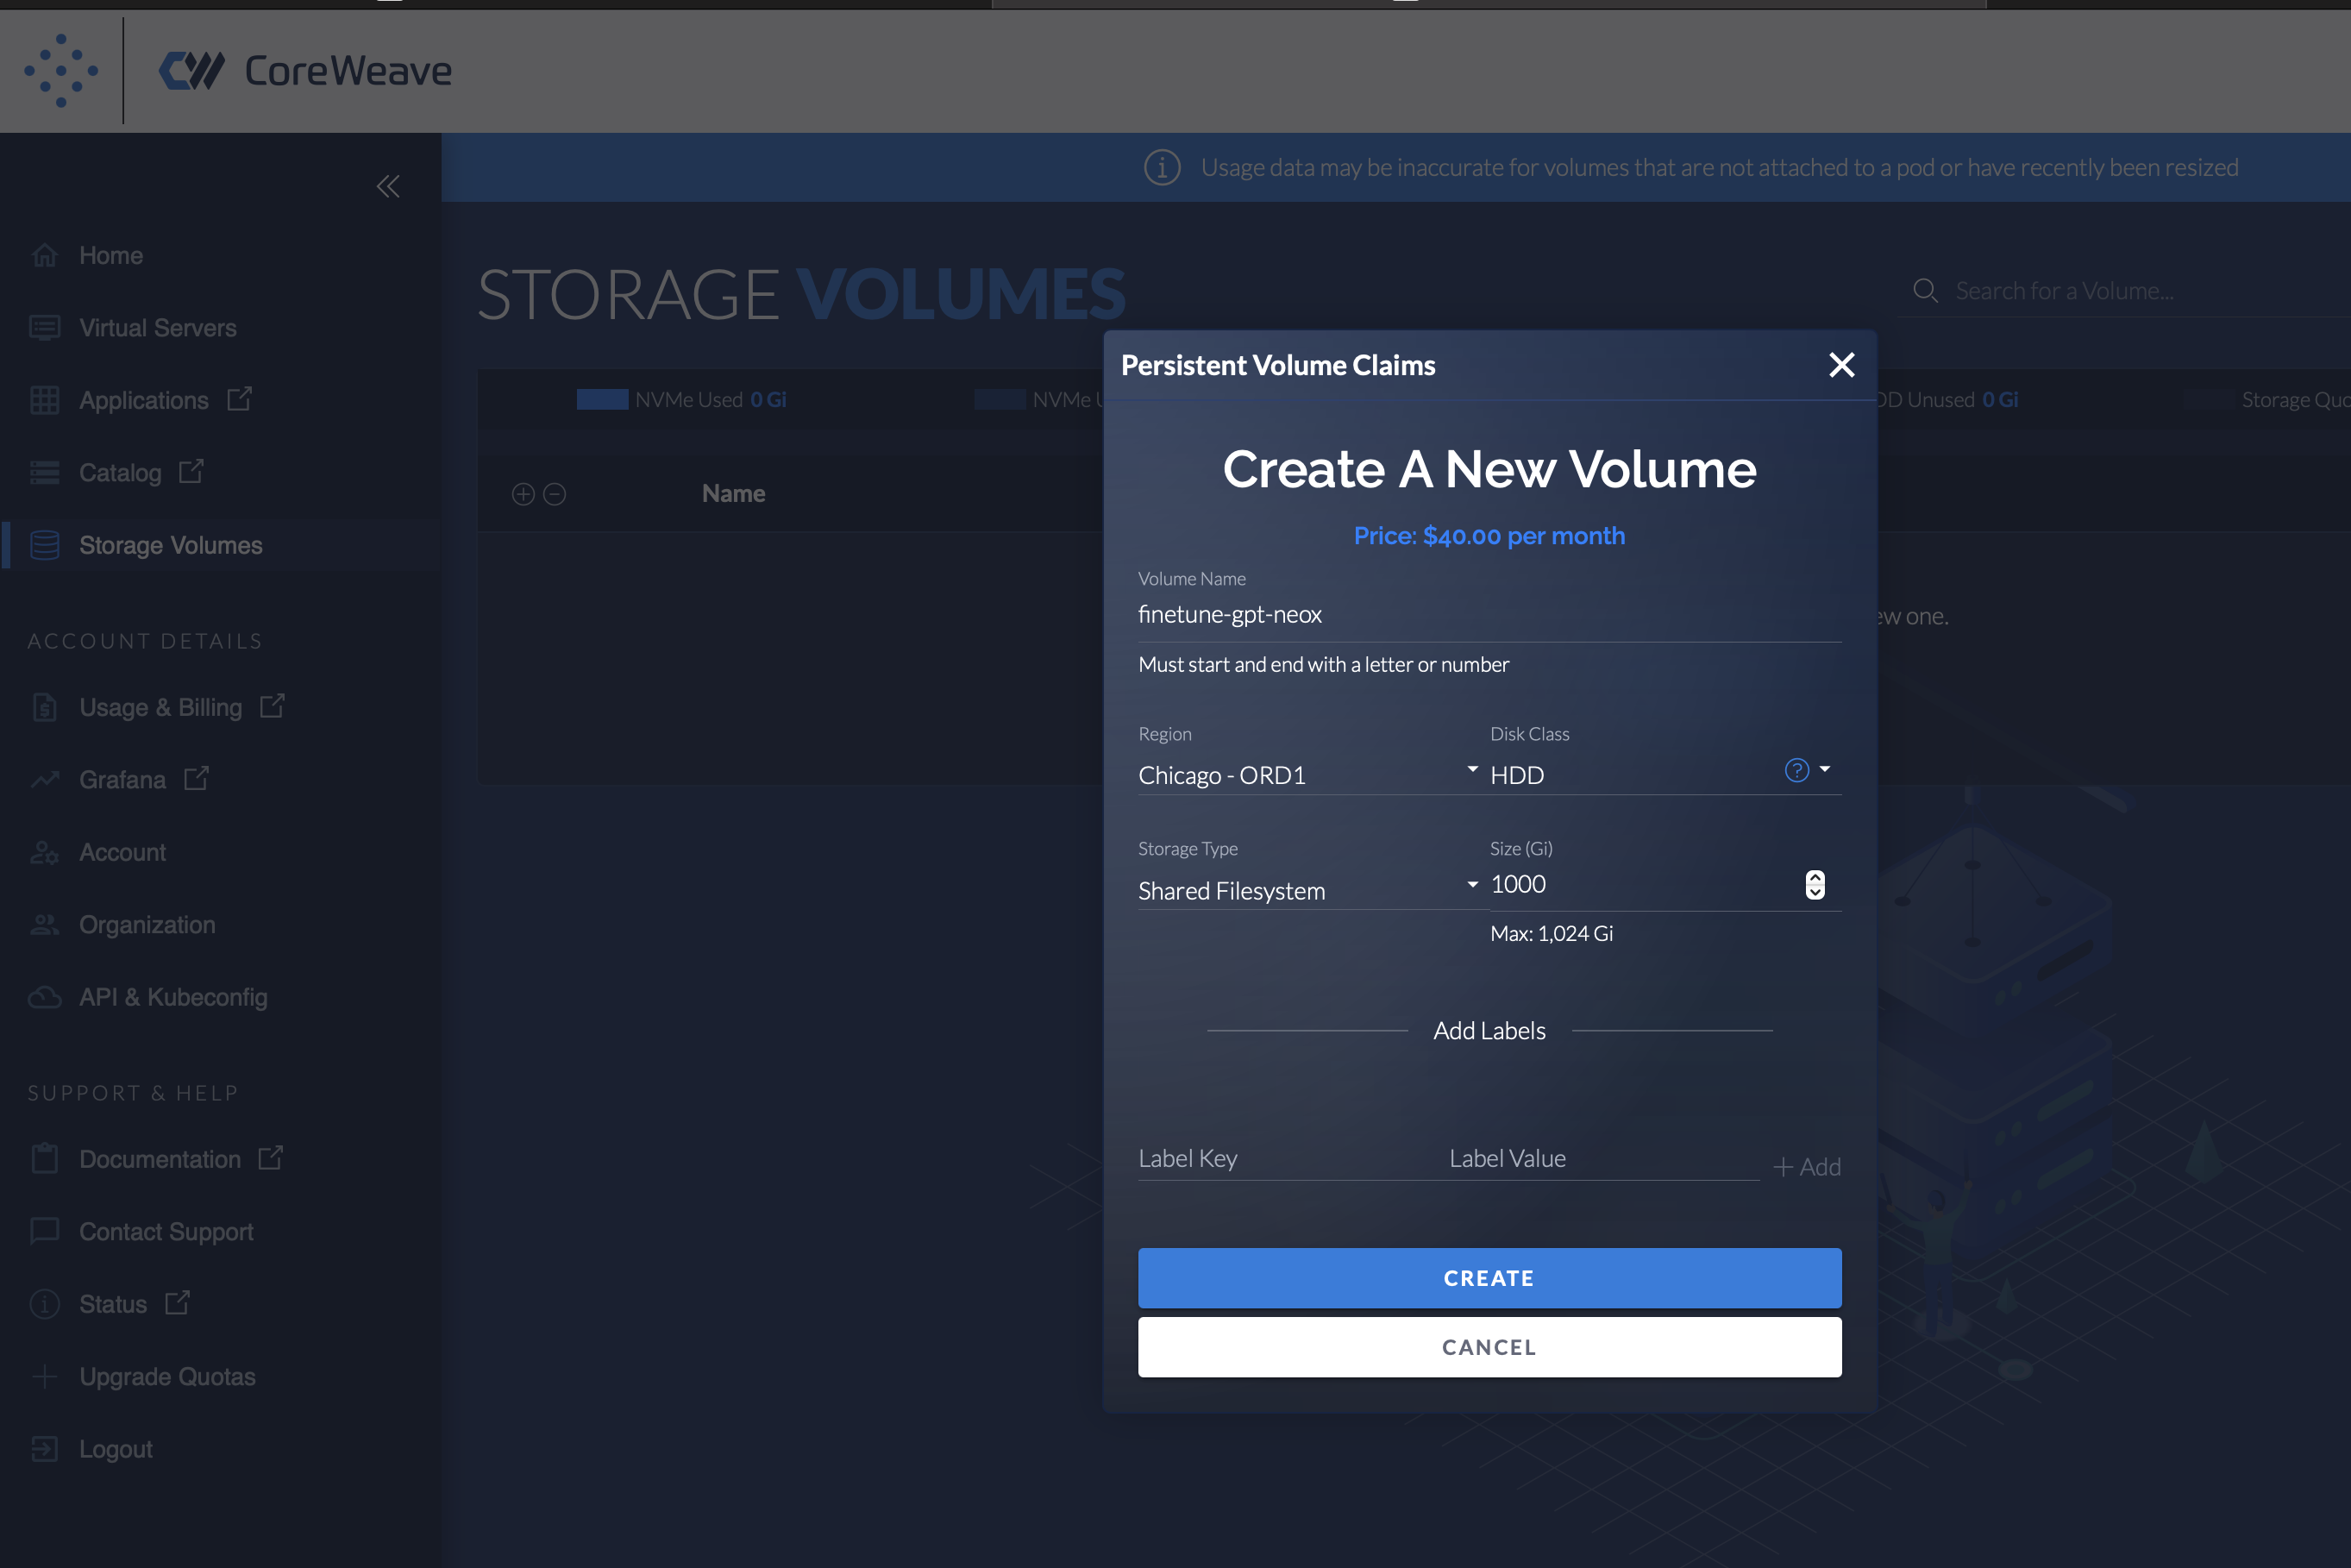 CoreWeave
Usage data may be inaccurate for volumes that are not attached to a pod or have recently been resized
Home
Virtual Servers
Applications
Catalog
Storage Volumes
ACCOUNT DETAILS
Usage & Billing
Grafana
Account
Organization
API & Kubeconfig
SUPPORT & HELP
Documentation
Contact Support
Status
Upgrade Quotas
Logout
STORAGE VOLUMES
Search for a Volume...
NVMe Used 0 Gi
NVMe
Unused 0 Gi
Storage
Name
one.
Persistent Volume Claims
Create A New Volume
Price: $40.00 per month
Volume Name
finetune-gpt-neox
Must start and end with a letter or number
Region
Disk Class
Chicago - ORD1
HDD
Storage Type
Size (Gi)
Shared Filesystem
1000
Max: 1,024 Gi
Add Labels
Label Key
Label Value
+ Add
CREATE
CANCEL